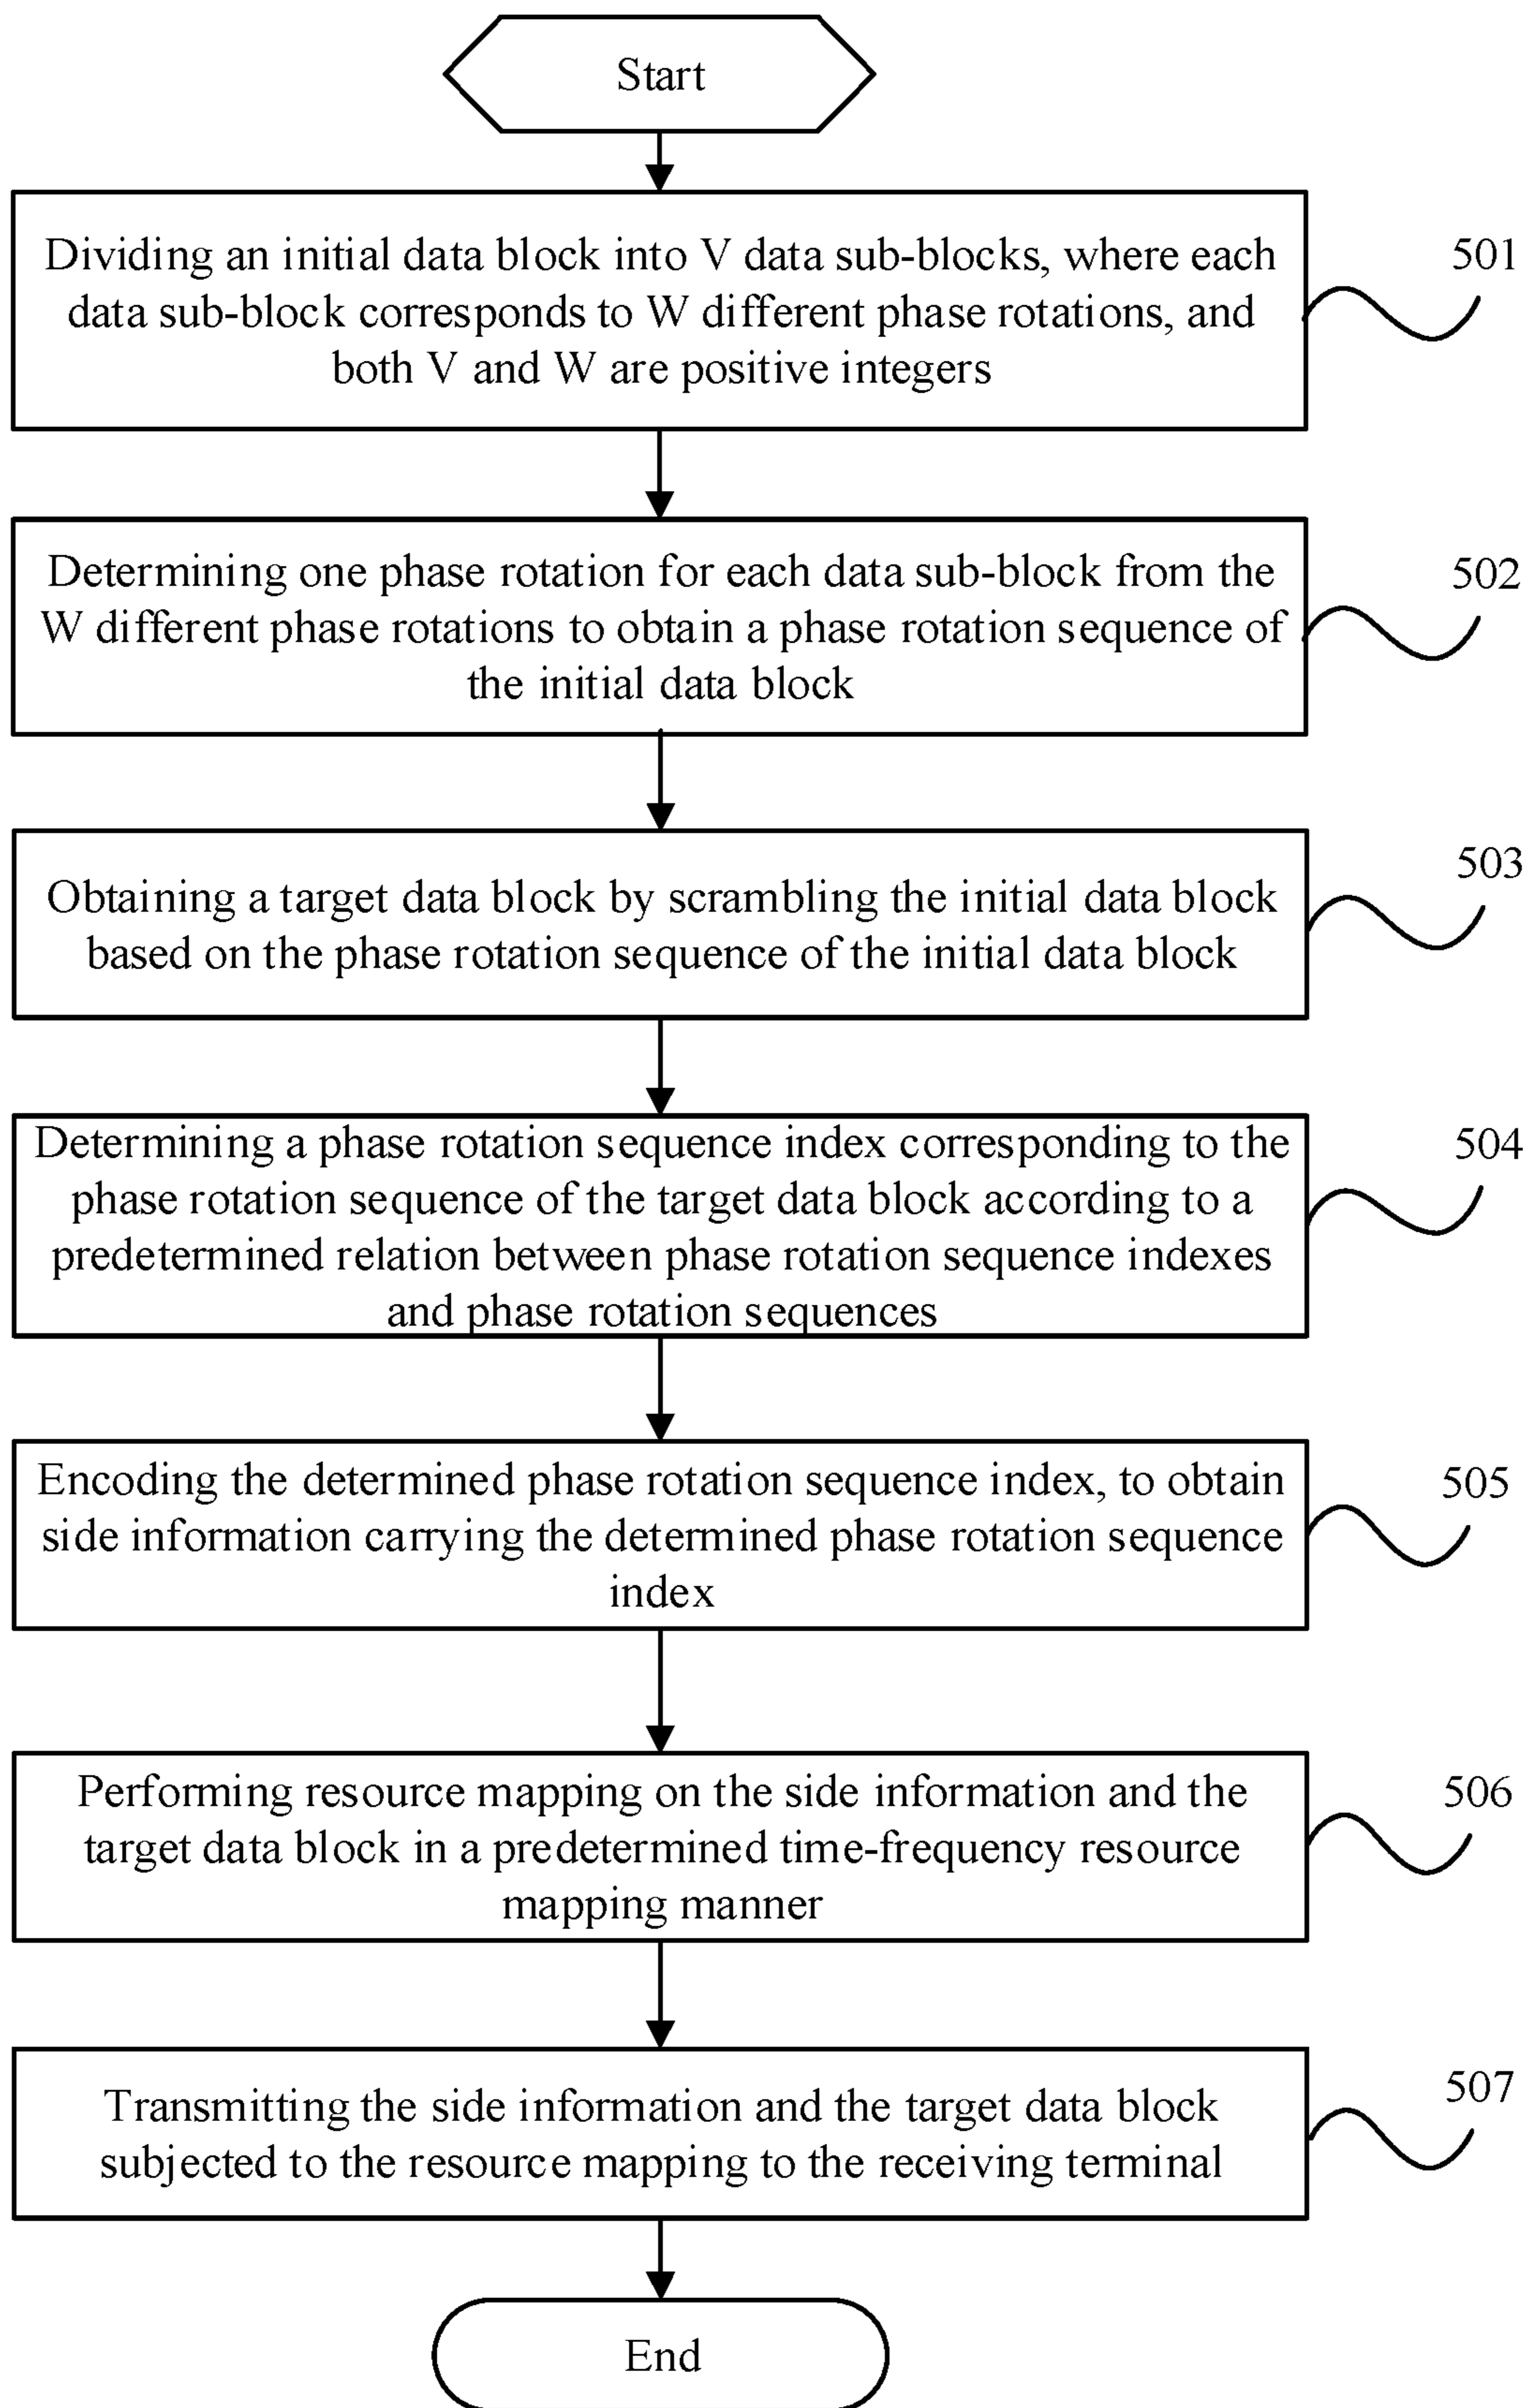 Start
Dividing an initial data block into V data sub-blocks, where each
data sub-block corresponds to W different phase rotations, and
both V and W are positive integers
501
Determining one phase rotation for each data sub-block from the
W different phase rotations to obtain a phase rotation sequence of
the initial data block
502
Obtaining a target data block by scrambling the initial data block
based on the phase rotation sequence of the initial data block
503
Determining a phase rotation sequence index corresponding to the
phase rotation sequence of the target data block according to a
predetermined relation between phase rotation sequence indexes
and phase rotation sequences
504
Encoding the determined phase rotation sequence index, to obtain
side information carrying the determined phase rotation sequence
index
505
Performing resource mapping on the side information and the
target data block in a predetermined time-frequency resource
mapping manner
506
Transmitting the side information and the target data block
subjected to the resource mapping to the receiving terminal
507
End